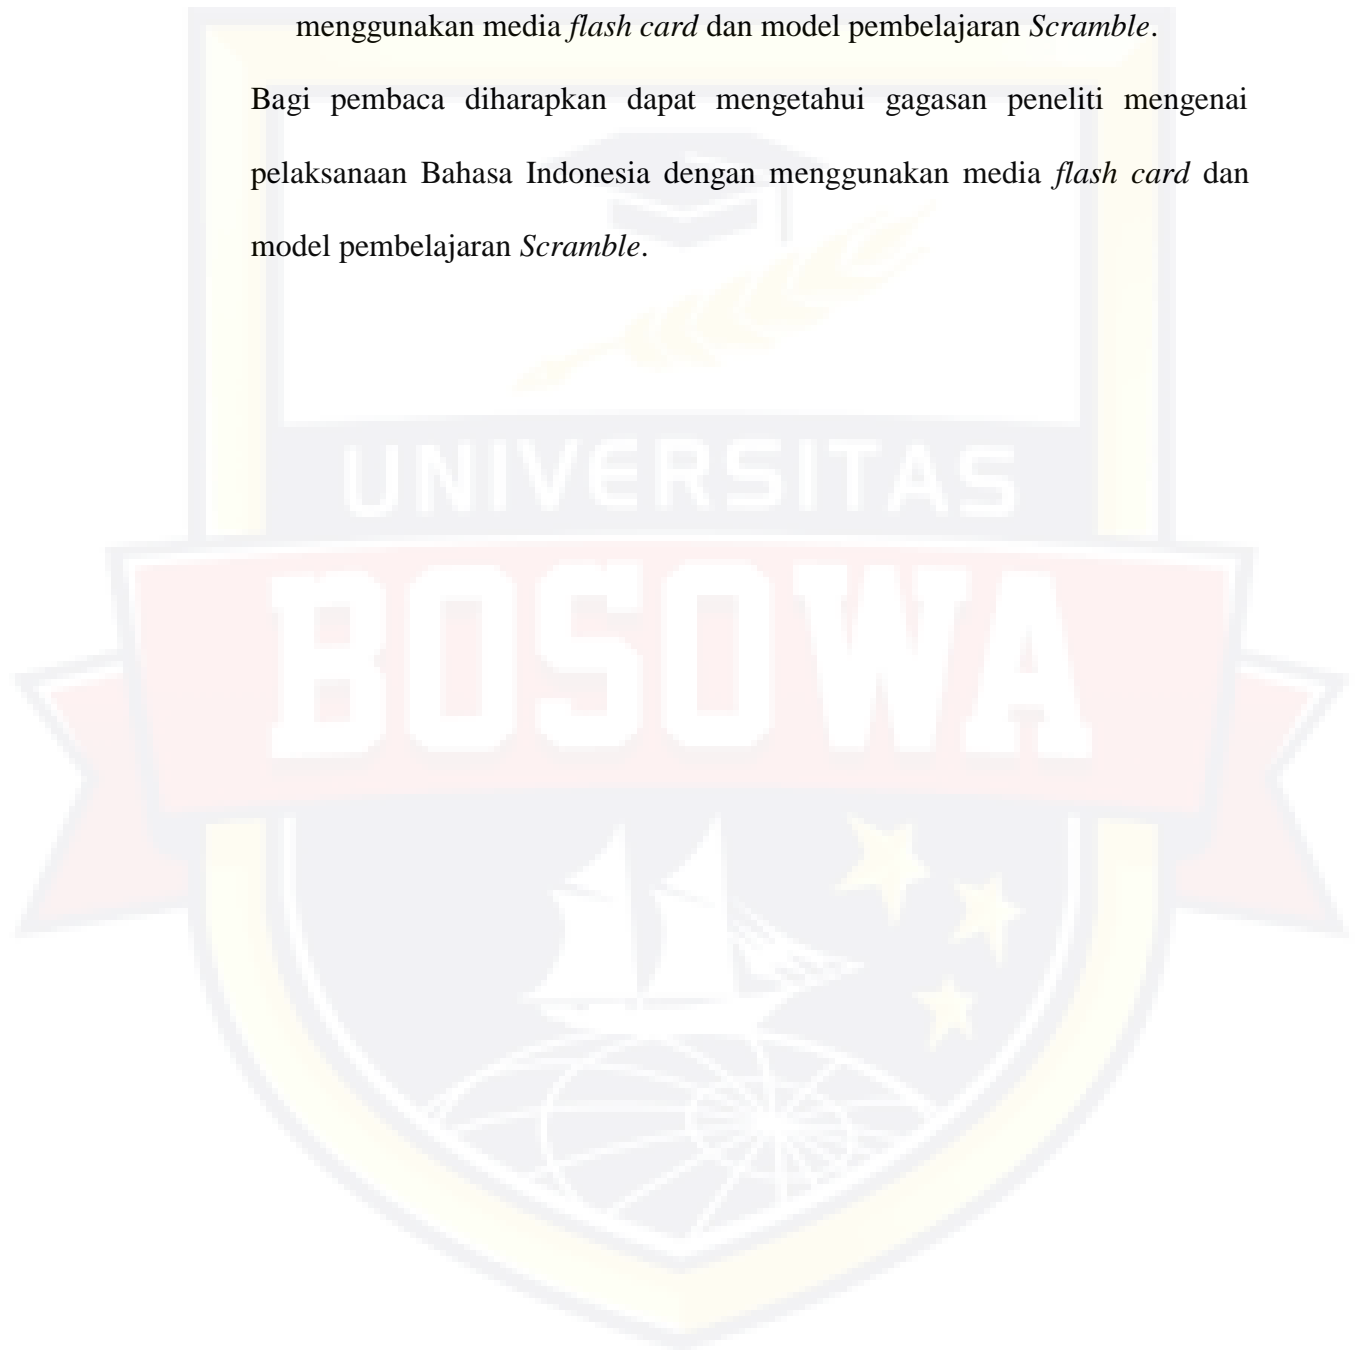 menggunakan media flash card dan model pembelajaran Scramble.
Bagi pembaca diharapkan dapat mengetahui gagasan peneliti mengenai
pelaksanaan Bahasa Indonesia dengan menggunakan media flash card dan
model pembelajaran Scramble.
UNIVERSITAS
BOSOWA